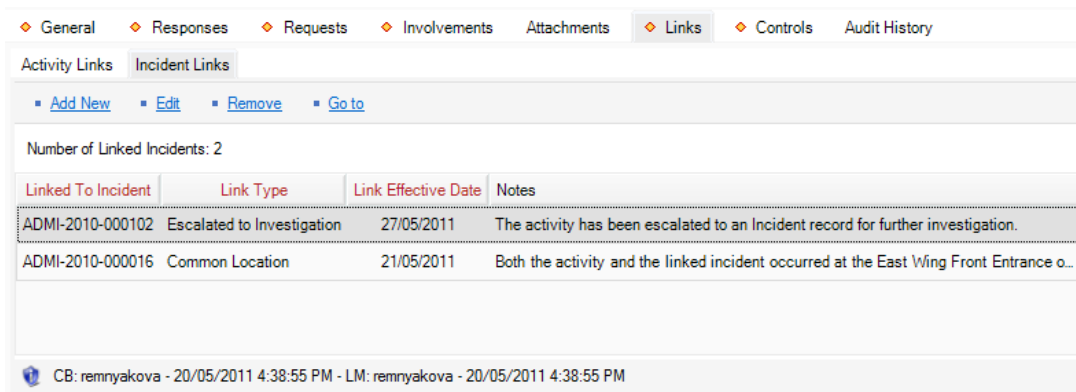 General Responses Requests Involvements Attachments Links Controls Audit History
Activity Links Incident Links
Add New Edit Remove Go to
Number of Linked Incidents: 2
Linked To Incident Link Type Link Effective Date Notes
ADMI-2010-000102 Escalated to Investigation 27/05/2011 The activity has been escalated to an Incident record for further investigation.
ADMI-2010-000016 Common Location 21/05/2011 Both the activity and the linked incident occurred at the East Wing Front Entrance o...
CB: remnyakova - 20/05/2011 4:38:55 PM - LM: remnyakova - 20/05/2011 4:38:55 PM